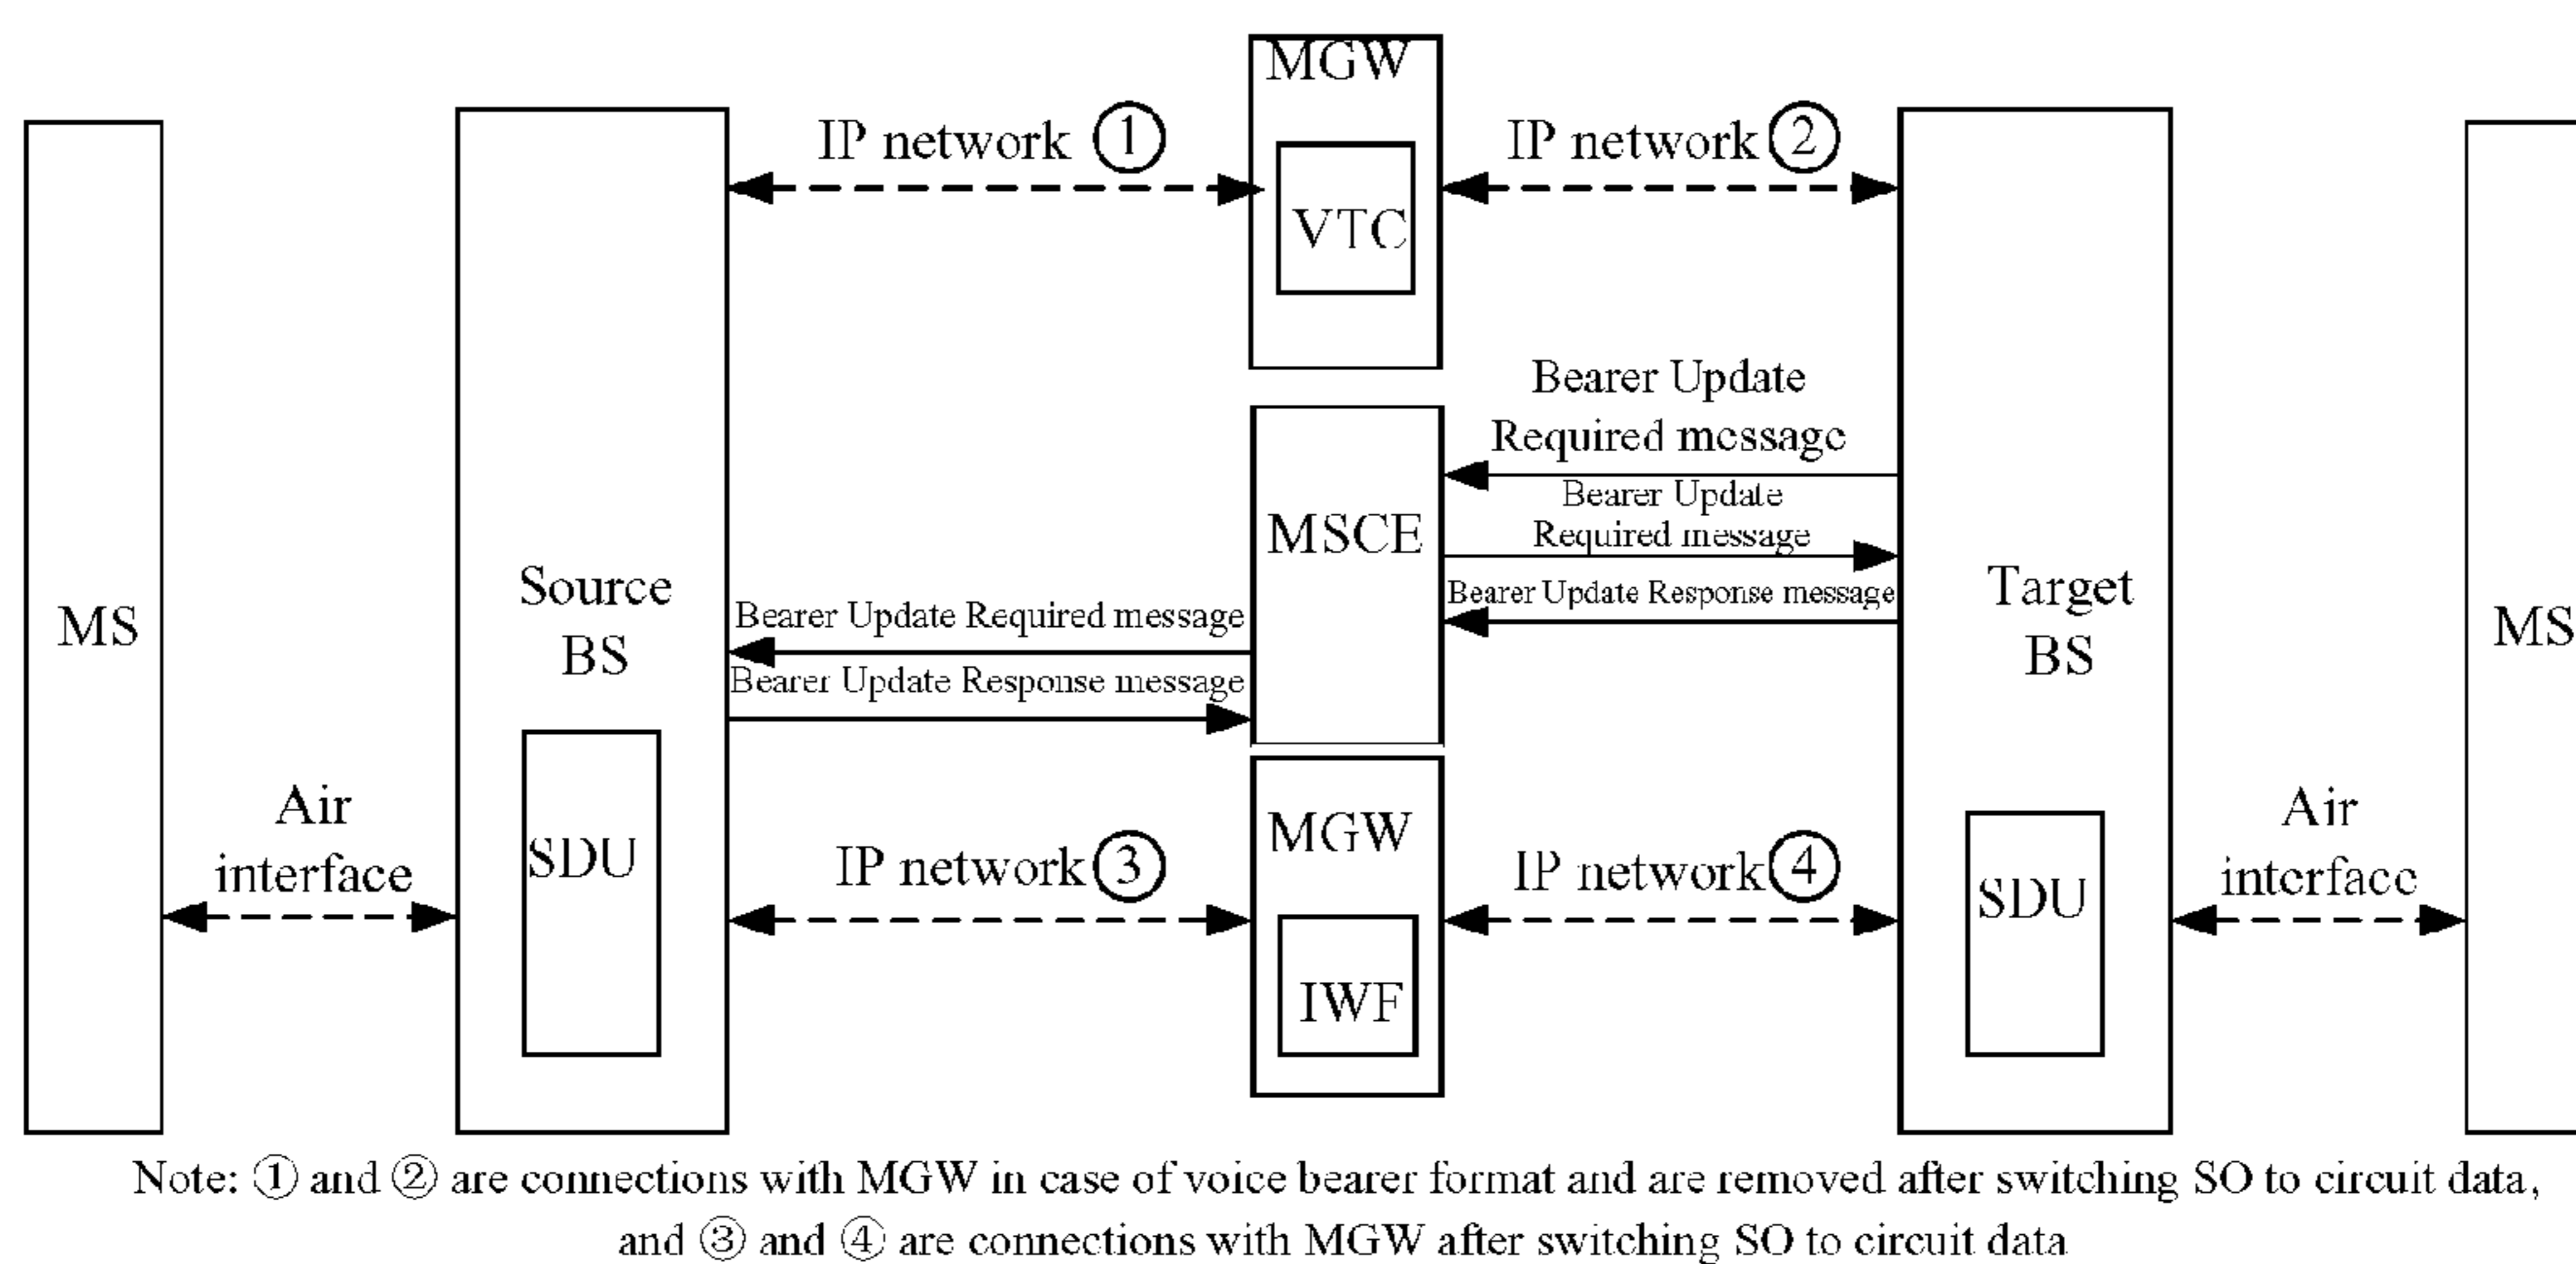 MGW
IP network ①
IP network ②
VTC
Bearer Update
Required message
Bearer Update
Required message
MSCE
Bearer Update Response message
Source
BS
Target
BS
MS
MS
Bearer Update Required message
Bearer Update Response message
Air
interface
SDU
IP network ③
MGW
IP network ④
SDU
Air
interface
IWF
Note: ① and ② are connections with MGW in case of voice bearer format and are removed after switching SO to circuit data,
and ③ and ④ are connections with MGW after switching SO to circuit data